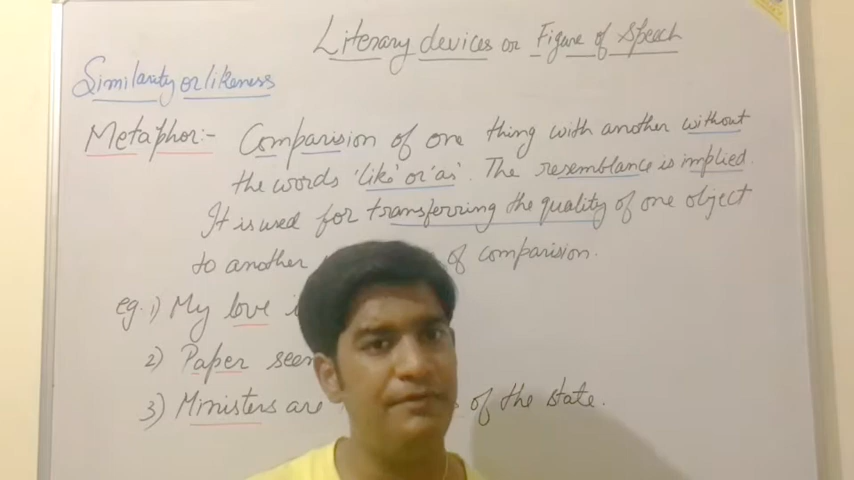 Literary devices or Figure of Speech
Similarity or likeness
Metaphor:- Comparision of one thing with another without
the words 'like' or 'as'. The resemblance is implied.
It is used for transferring the quality of one object
to another of comparision.
eg. 1) My love
2) Paper
3) Ministers are of the state.